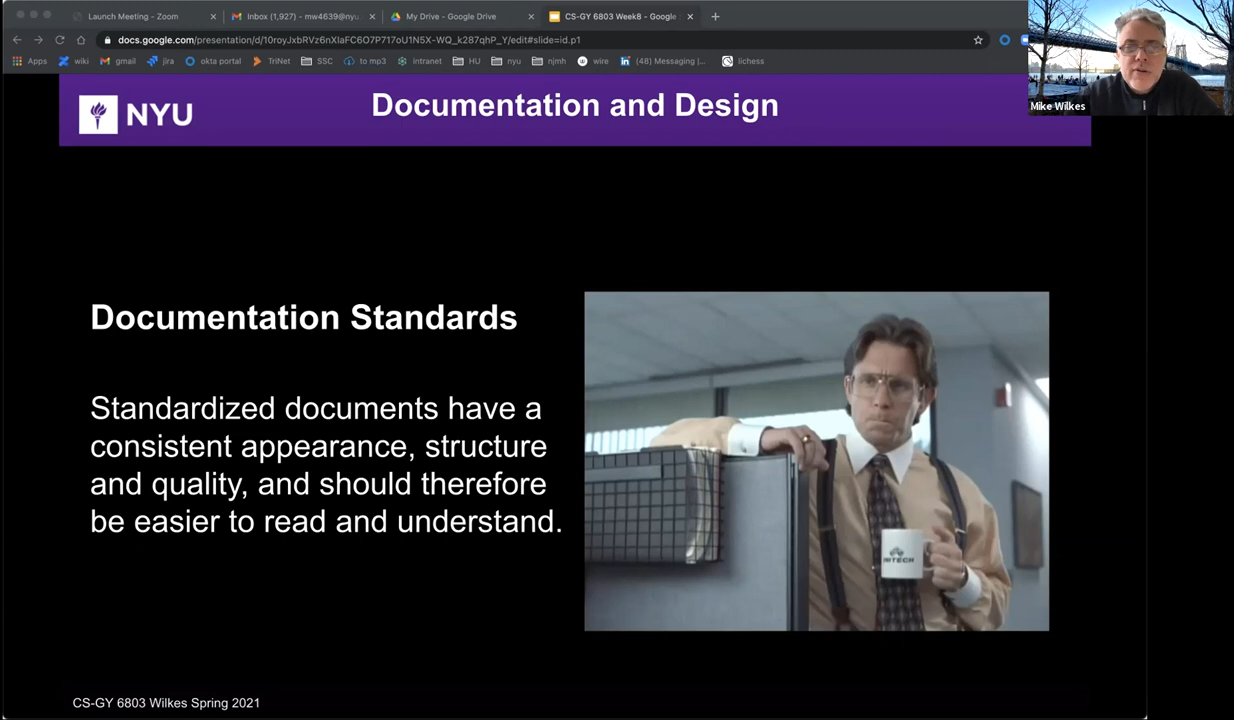 Launch Meeting - Zoom
Inbox (1,927) - mw4639@nyu
My Drive - Google Drive
CS-GY 6803 Week8 - Google
docs.google.com/presentation/d/10royJxbRVz6nXlaFC6O7P717oU1N5X-WQ_k287qhP_Y/edit#slide=id.p1
Apps wiki gmail jira okta portal TriNet SSC to mp3 intranet HU nyu njmh wire (48) Messaging |... lichess
Mike Wilkes
NYU
Documentation and Design
Documentation Standards
Standardized documents have a
consistent appearance, structure
and quality, and should therefore
be easier to read and understand.
INITECH
CS-GY 6803 Wilkes Spring 2021